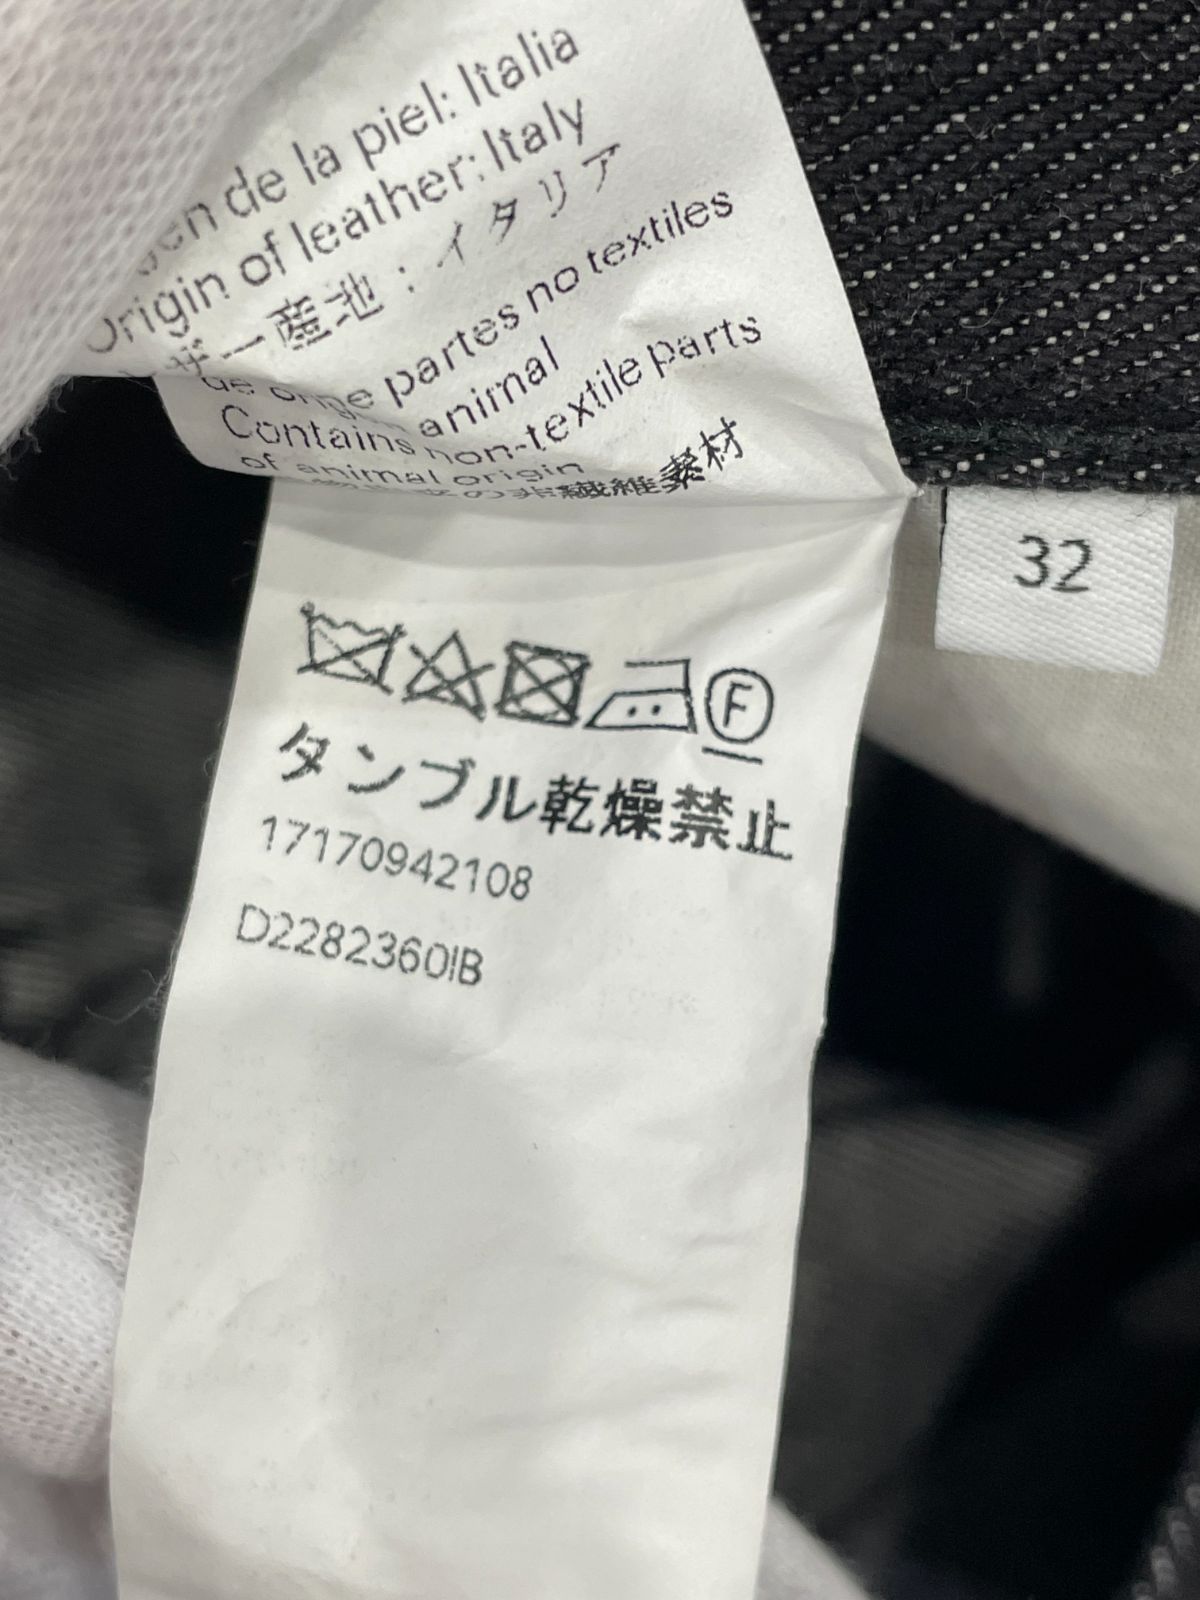 de la piel: Italia
Origin of leather: Italy
ザー産地：イタリア
partes no textiles
animal
Contains non-textile parts
of animal origin
の非繊維素材
32
F
タンブル乾燥禁止
17170942108
D2282360IB